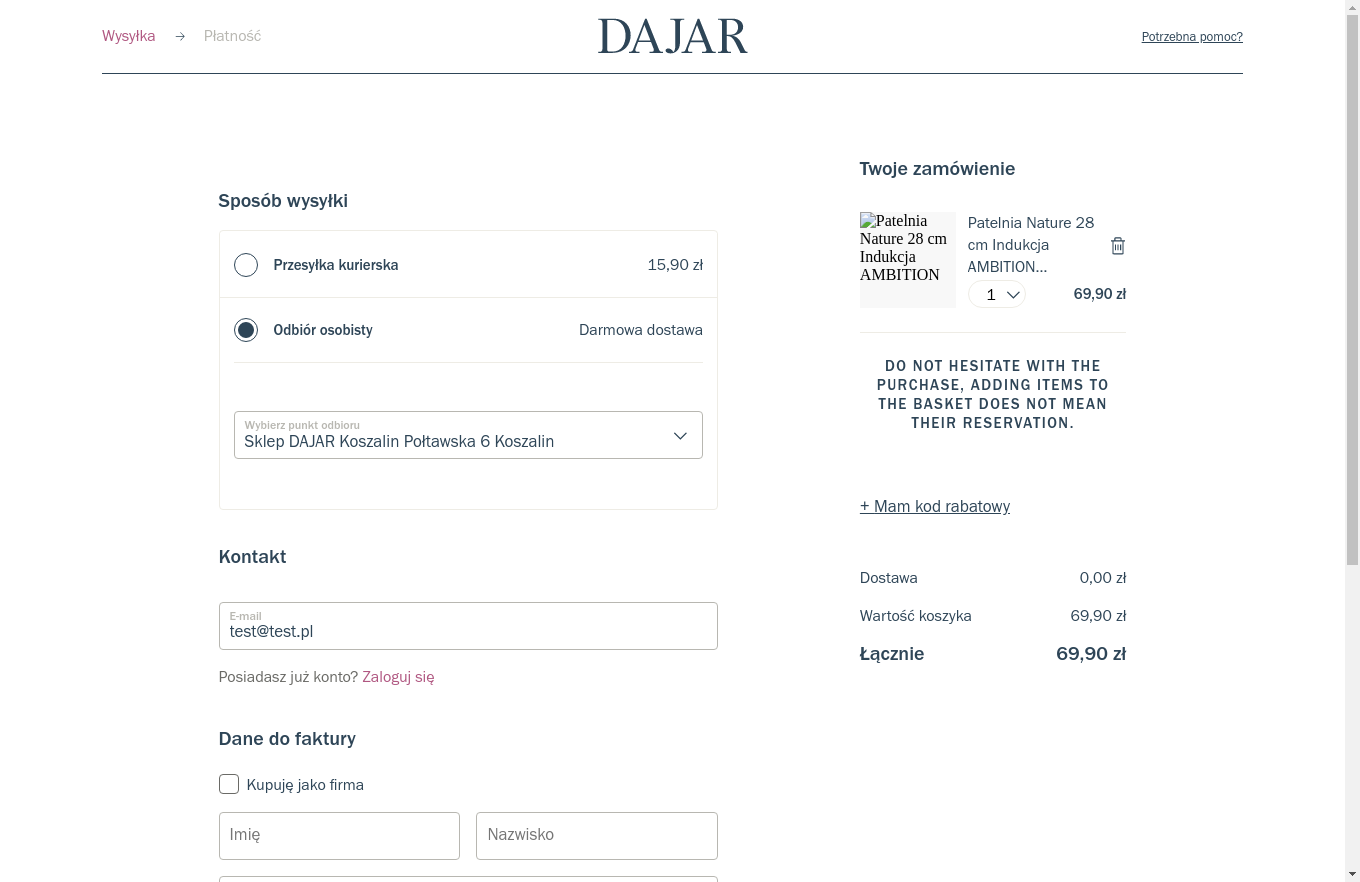 Wysyłka → Płatność
DAJAR
Potrzebna pomoc?
Sposób wysyłki
Przesyłka kurierska 15,90 zł
Odbiór osobisty Darmowa dostawa
Wybierz punkt odbioru
Sklep DAJAR Koszalin Połtawska 6 Koszalin
Kontakt
E-mail
test@test.pl
Posiadasz już konto? Zaloguj się
Dane do faktury
Kupuję jako firma
Imię
Nazwisko
Twoje zamówienie
Patelnia
Nature 28 cm
Indukcja
AMBITION
Patelnia Nature 28
cm Indukcja
AMBITION...
1
69,90 zł
DO NOT HESITATE WITH THE
PURCHASE, ADDING ITEMS TO
THE BASKET DOES NOT MEAN
THEIR RESERVATION.
+ Mam kod rabatowy
Dostawa 0,00 zł
Wartość koszyka 69,90 zł
Łącznie 69,90 zł